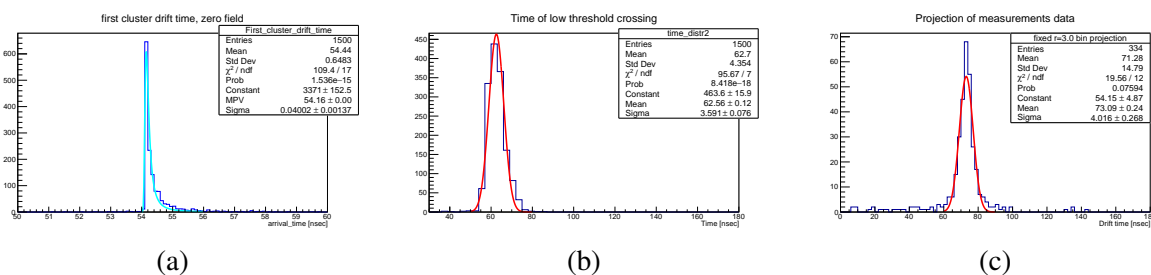 first cluster drift time, zero field
First_cluster_drift_time
Entries 1500
Mean 54.44
Std Dev 0.6483
χ² / ndf 109.4 / 17
Prob 1.536e−15
Constant 3371 ± 152.5
MPV 54.16 ± 0.00
Sigma 0.04002 ± 0.00137
600
500
400
300
200
100
0
50 51 52 53 54 55 56 57 58 59 60
arrival_time [nsec]
(a)
Time of low threshold crossing
time_distr2
Entries 1500
Mean 62.7
Std Dev 4.354
χ² / ndf 95.67 / 7
Prob 8.418e−18
Constant 463.6 ± 15.9
Mean 62.56 ± 0.12
Sigma 3.591 ± 0.076
450
400
350
300
250
200
150
100
50
0
40 60 80 100 120 140 160 180
Time [nsec]
(b)
Projection of measurements data
fixed r=3.0 bin projection
Entries 334
Mean 71.28
Std Dev 14.79
χ² / ndf 19.56 / 12
Prob 0.07594
Constant 54.15 ± 4.87
Mean 73.09 ± 0.24
Sigma 4.016 ± 0.268
70
60
50
40
30
20
10
0
0 20 40 60 80 100 120 140 160 180
Drift time [nsec]
(c)